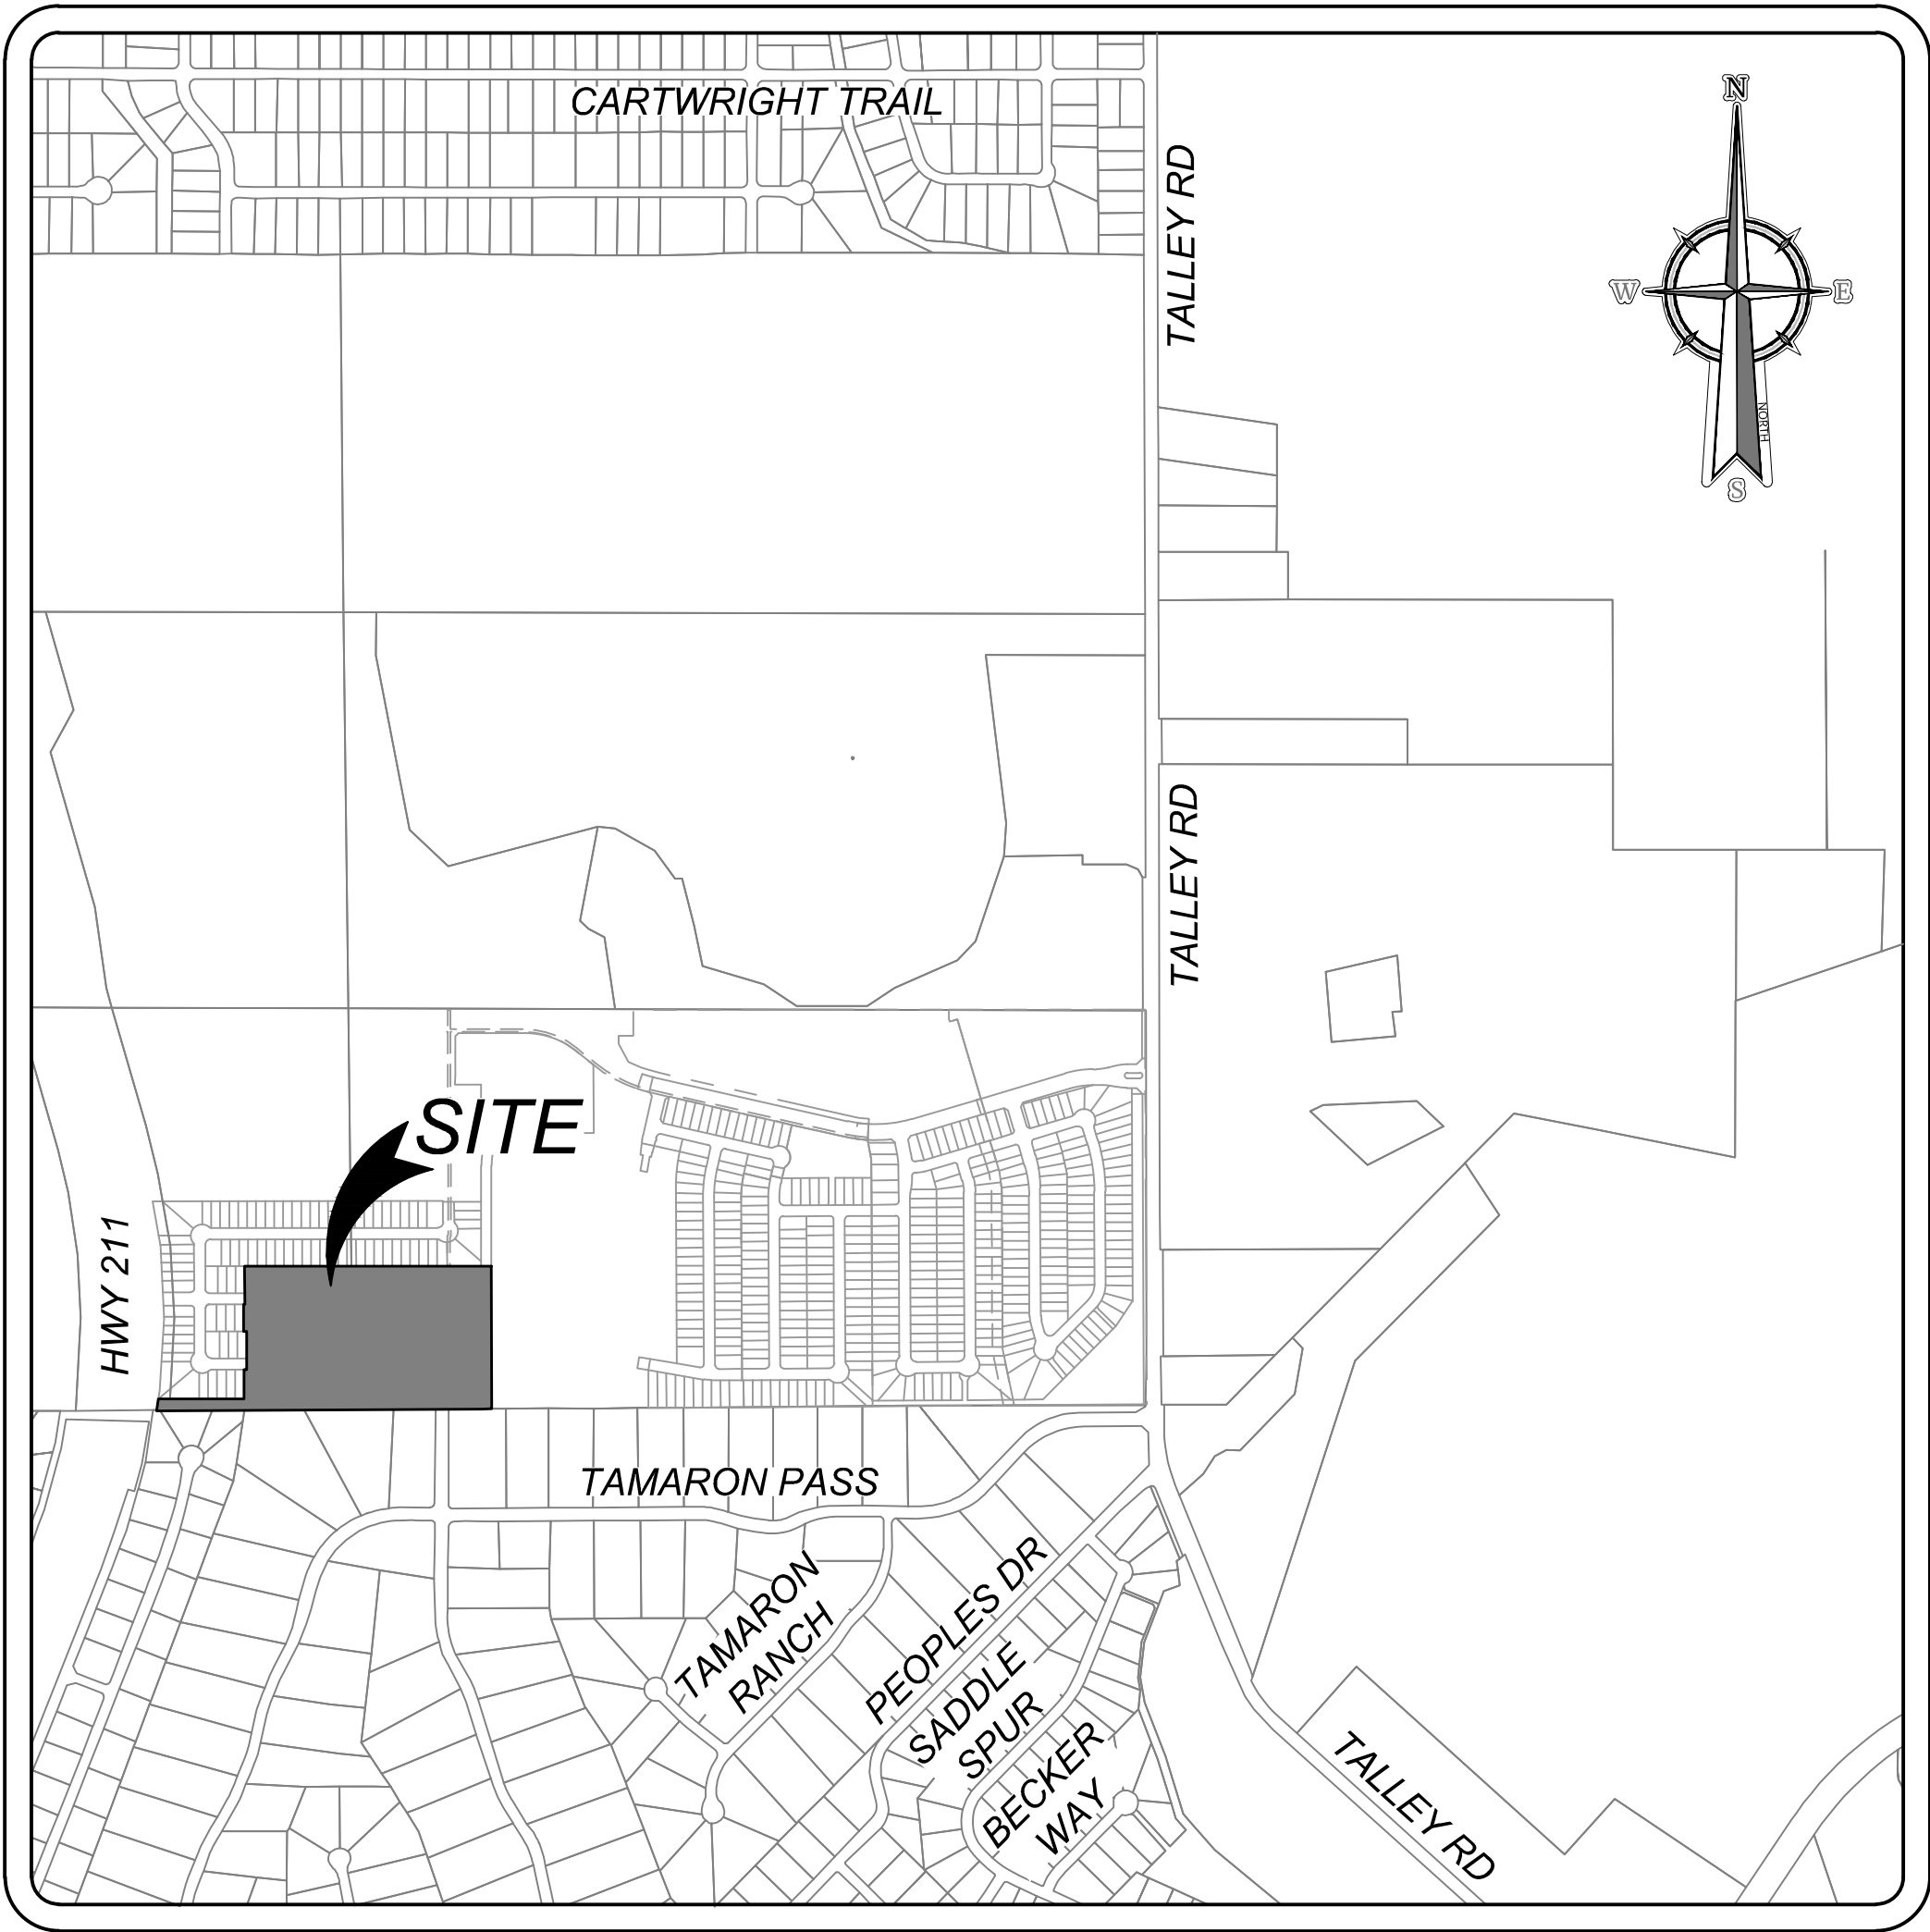 CARTWRIGHT TRAIL
N
TALLEY RD
W
E
NORTH
S
TALLEY RD
SITE
HWY 211
TAMARON PASS
TAMARON
RANCH
PEOPLES DR
SADDLE
SPUR
BECKER
WAY
TALLEY RD